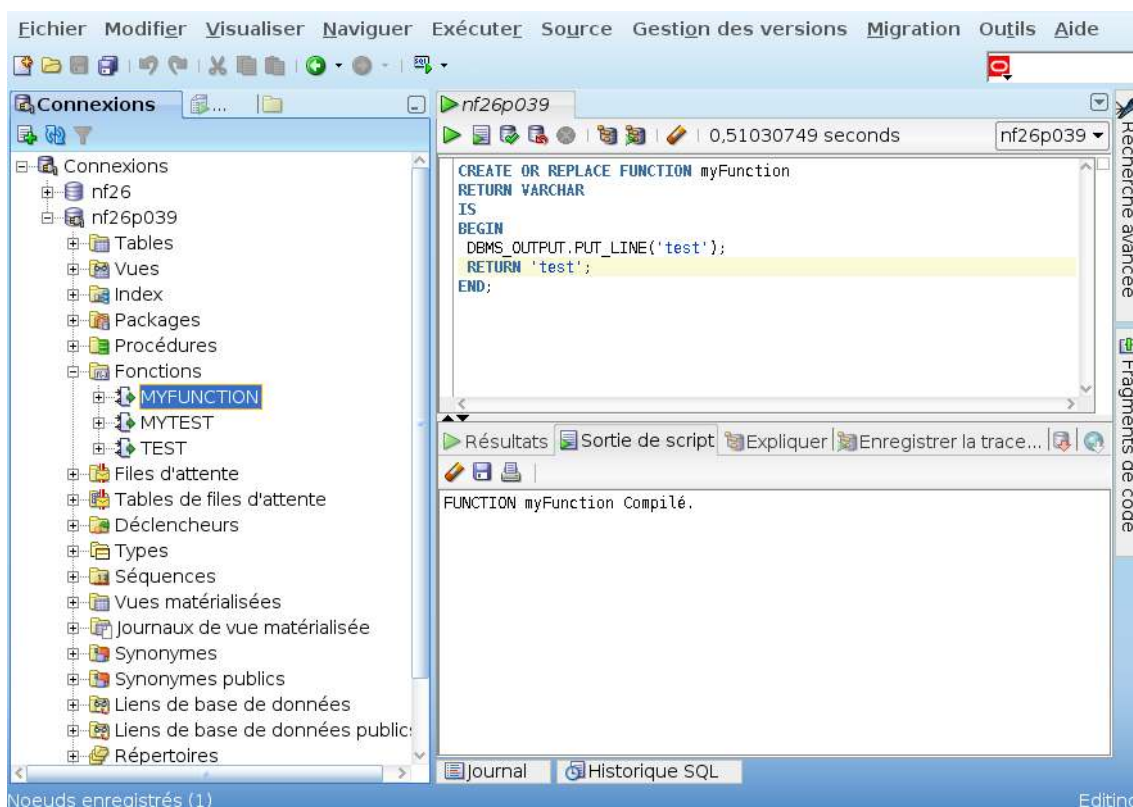 Fichier Modifier Visualiser Naviguer Exécuter Source Gestion des versions Migration Outils Aide
Connexions ...
nf26p039
0,51030749 seconds nf26p039
Connexions
nf26
nf26p039
Tables
Vues
Index
Packages
Procédures
Fonctions
MYFUNCTION
MYTEST
TEST
Files d'attente
Tables de files d'attente
Déclencheurs
Types
Séquences
Vues matérialisées
Journaux de vue matérialisée
Synonymes
Synonymes publics
Liens de base de données
Liens de base de données public
Répertoires
CREATE OR REPLACE FUNCTION myFunction
RETURN VARCHAR
IS
BEGIN
DBMS_OUTPUT.PUT_LINE('test');
RETURN 'test';
END;
Résultats Sortie de script Expliquer Enregistrer la trace...
FUNCTION myFunction Compilé.
Journal Historique SQL
Recherche avancée
Fragments de code
Noeuds enregistrés (1) Editing